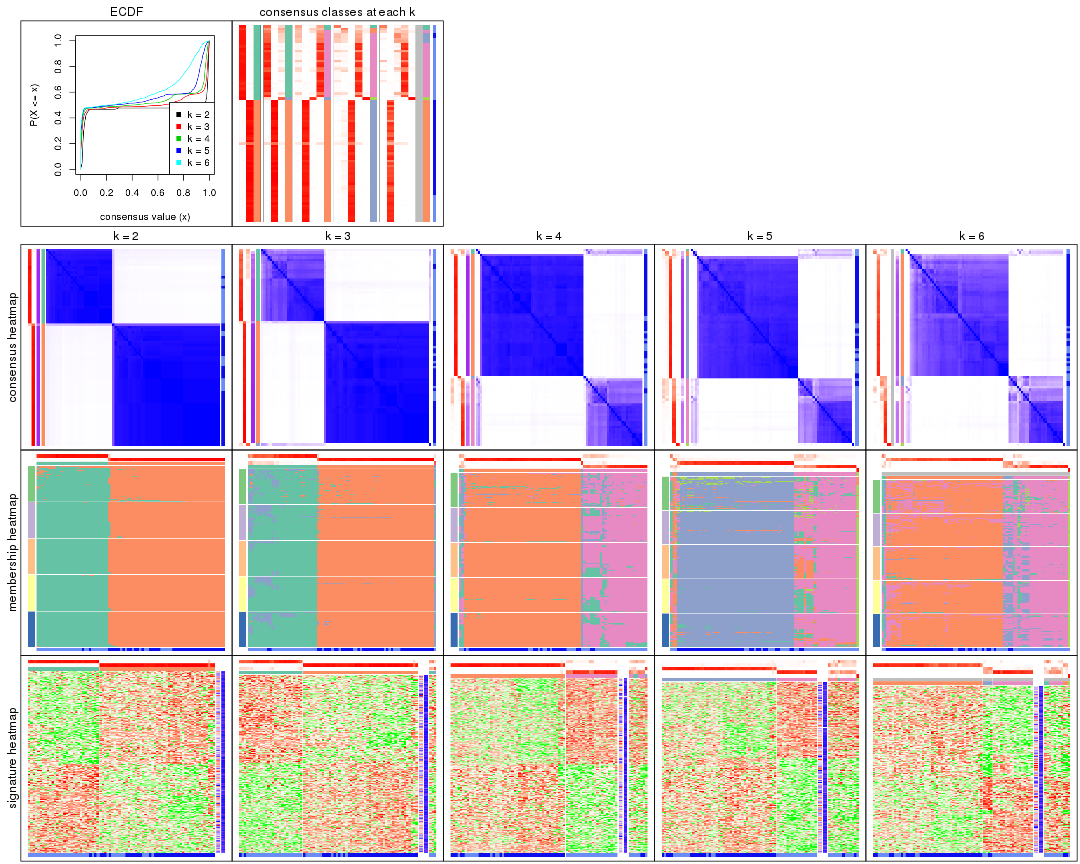 ECDF
consensus classes at each k
P(X <= x)
0.0 0.2 0.4 0.6 0.8 1.0
k = 2
k = 3
k = 4
k = 5
k = 6
0.0 0.2 0.4 0.6 0.8 1.0
consensus value (x)
k = 2
k = 3
k = 4
k = 5
k = 6
consensus heatmap
membership heatmap
signature heatmap